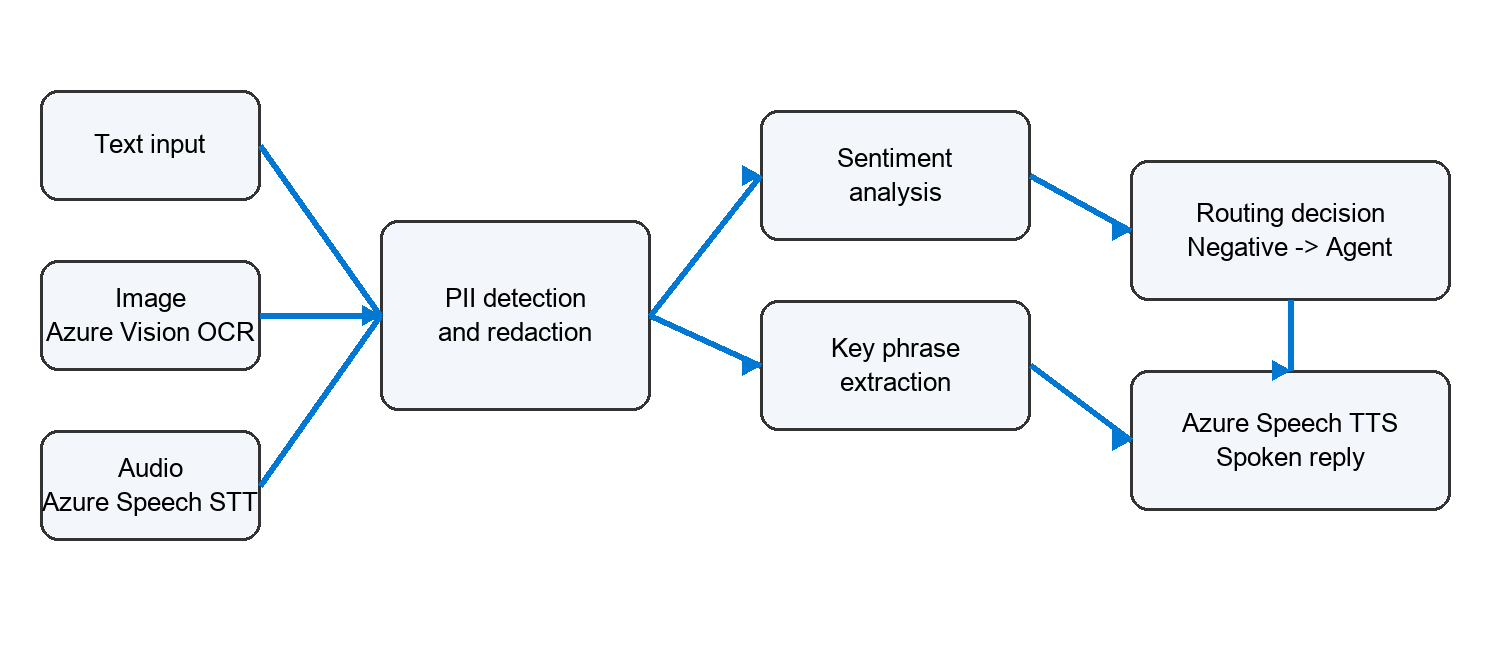 Text input
Image
Azure Vision OCR
Audio
Azure Speech STT
PII detection
and redaction
Sentiment
analysis
Key phrase
extraction
Routing decision
Negative -> Agent
Azure Speech TTS
Spoken reply